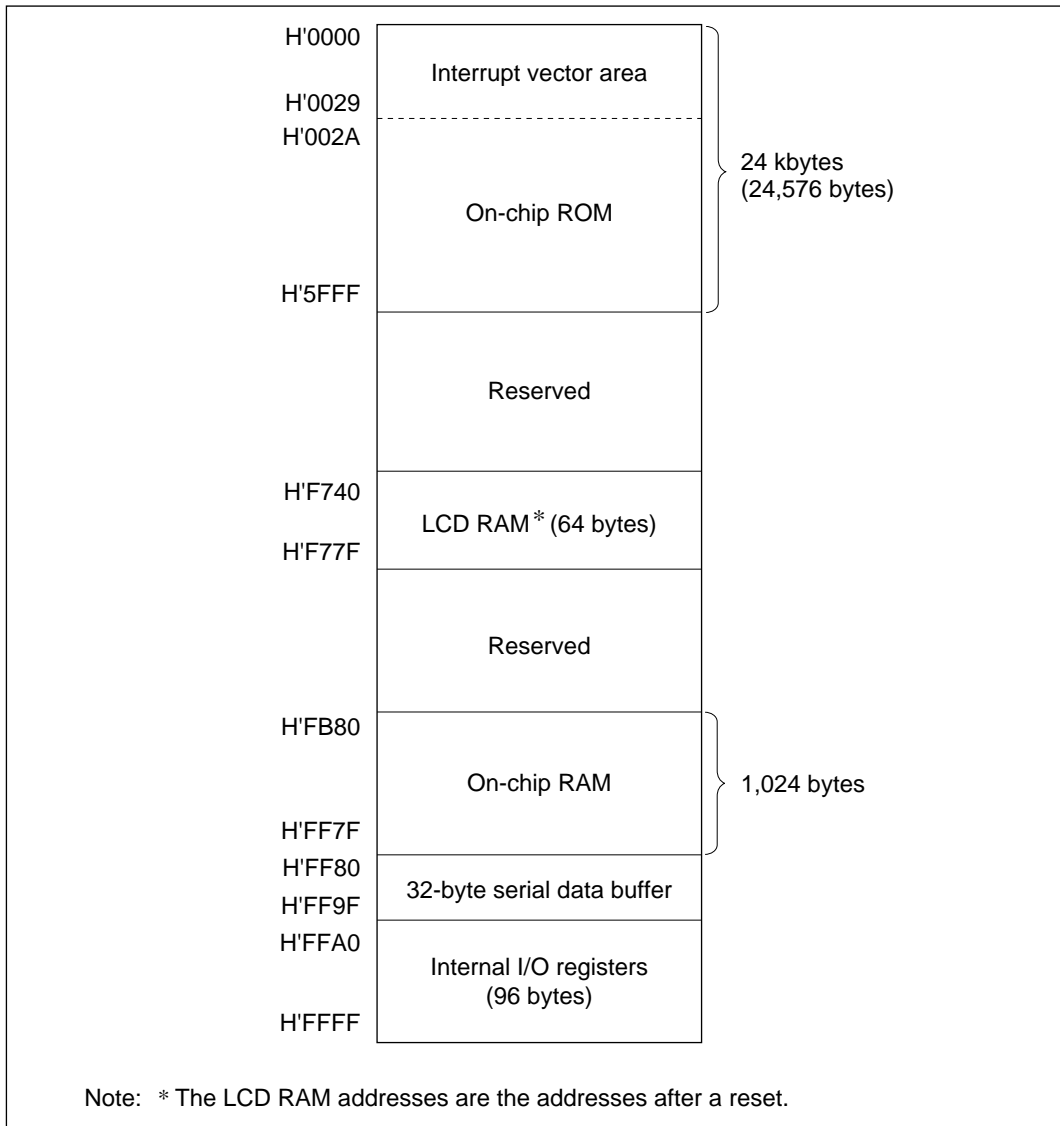 H'0000
Interrupt vector area
H'0029
H'002A
24 kbytes
(24,576 bytes)
On-chip ROM
H'5FFF
Reserved
H'F740
LCD RAM* (64 bytes)
H'F77F
Reserved
H'FB80
On-chip RAM
1,024 bytes
H'FF7F
H'FF80
32-byte serial data buffer
H'FF9F
H'FFA0
Internal I/O registers
(96 bytes)
H'FFFF
Note: * The LCD RAM addresses are the addresses after a reset.